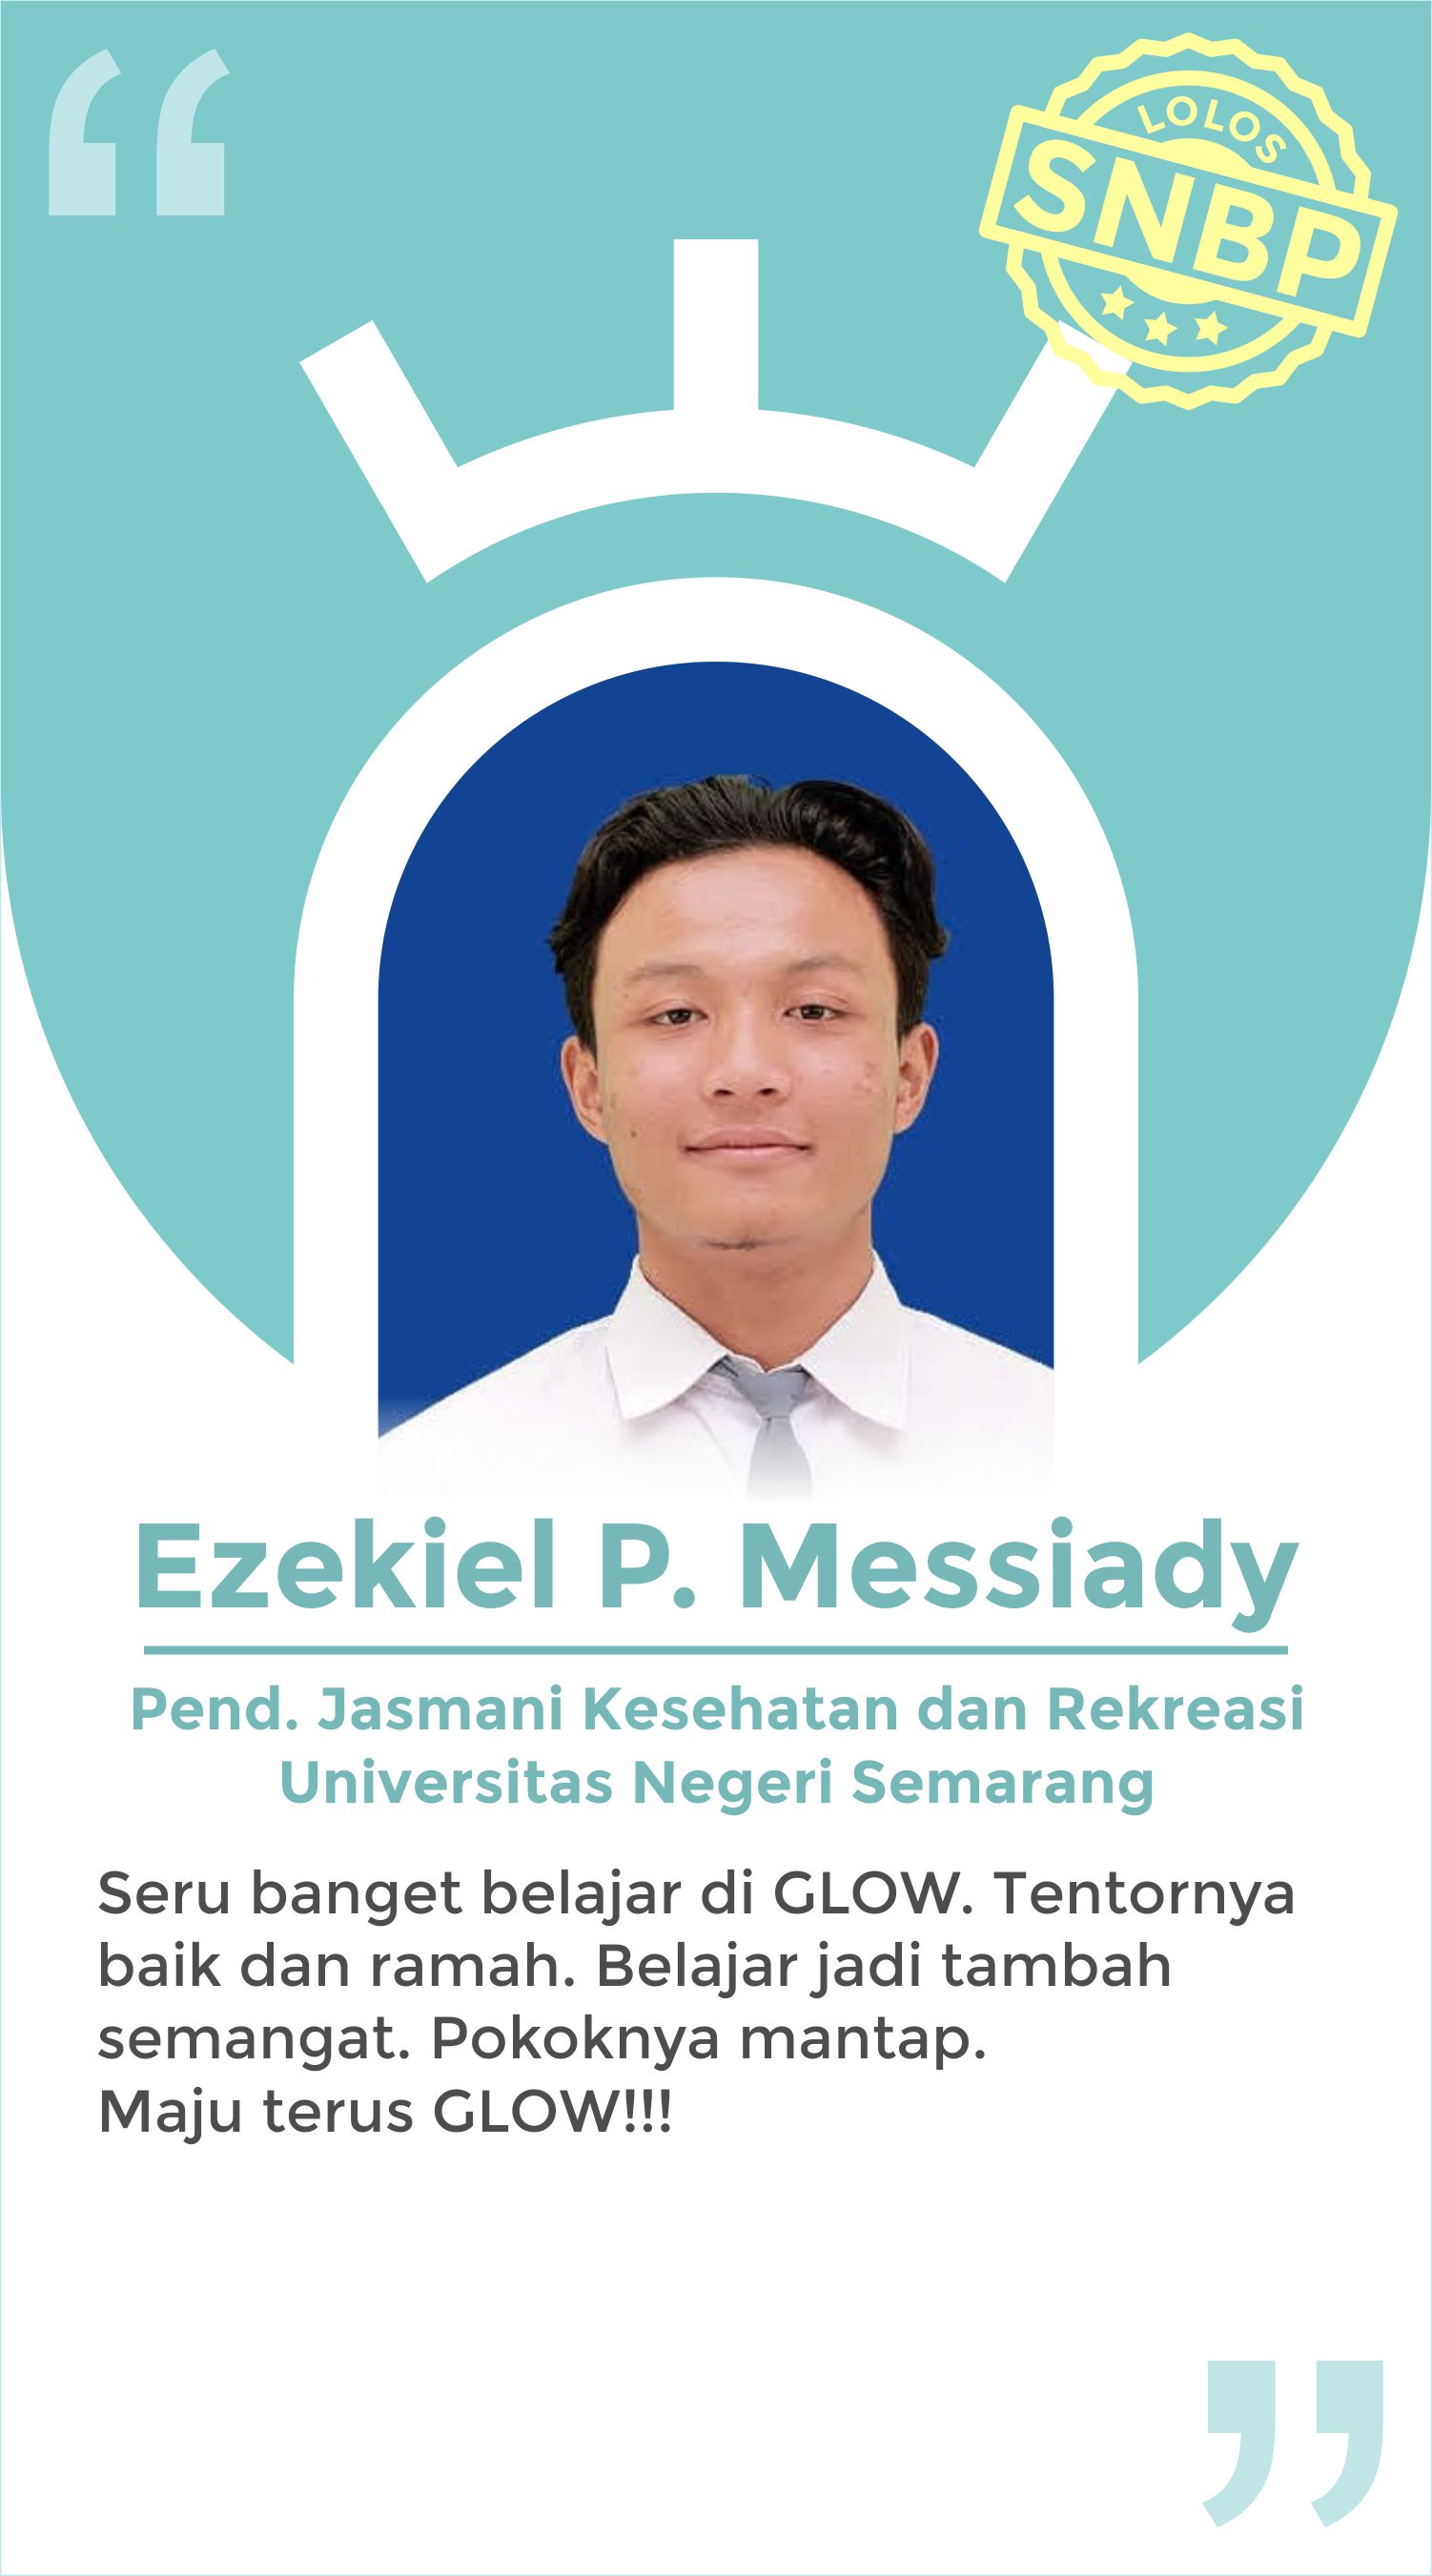 LOLOS
SNBP
Ezekiel P. Messiady
Pend. Jasmani Kesehatan dan Rekreasi
Universitas Negeri Semarang
Seru banget belajar di GLOW. Tentornya
baik dan ramah. Belajar jadi tambah
semangat. Pokoknya mantap.
Maju terus GLOW!!!